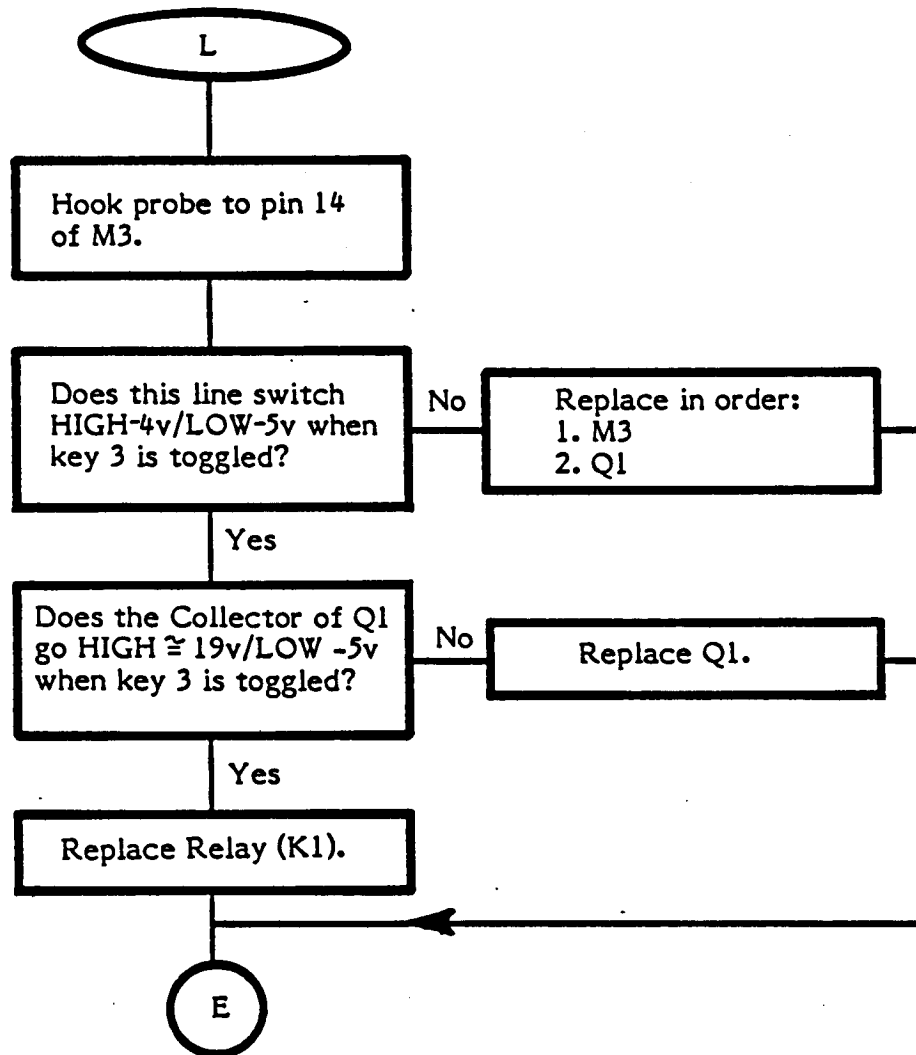 L
Hook probe to pin 14
of M3.
Does this line switch
HIGH-4v/LOW-5v when
key 3 is toggled?
No
Replace in order:
1. M3
2. Q1
Yes
Does the Collector of Q1
go HIGH ≅ 19v/LOW -5v
when key 3 is toggled?
No
Replace Q1.
Yes
Replace Relay (K1).
E